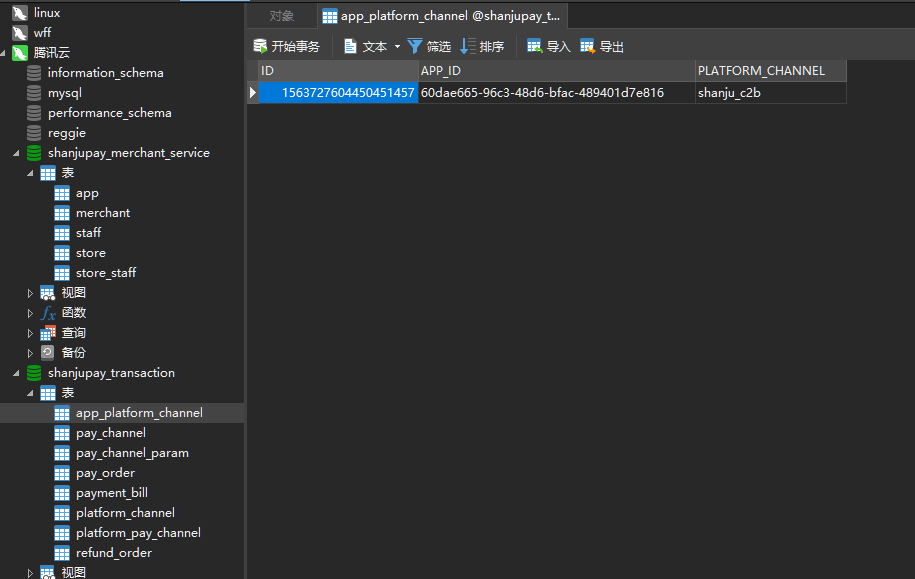 linux
wff
腾讯云
information_schema
mysql
performance_schema
reggie
shanjupay_merchant_service
表
app
merchant
staff
store
store_staff
视图
fx 函数
查询
备份
shanjupay_transaction
表
app_platform_channel
pay_channel
pay_channel_param
pay_order
payment_bill
platform_channel
platform_pay_channel
refund_order
视图
对象 app_platform_channel @shanjupay_t...
开始事务 文本 筛选 排序 导入 导出
ID APP_ID PLATFORM_CHANNEL
1563727604450451457 60dae665-96c3-48d6-bfac-489401d7e816 shanju_c2b